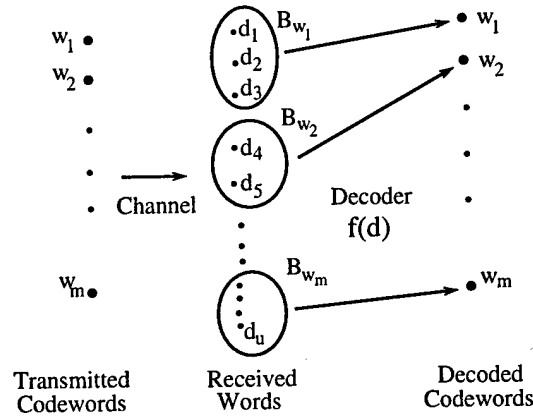 w1
w2
wm
Channel
Transmitted
Codewords
d1
d2
d3
Bw1
d4
d5
Bw2
du
Bwm
Received
Words
Decoder
f(d)
w1
w2
wm
Decoded
Codewords